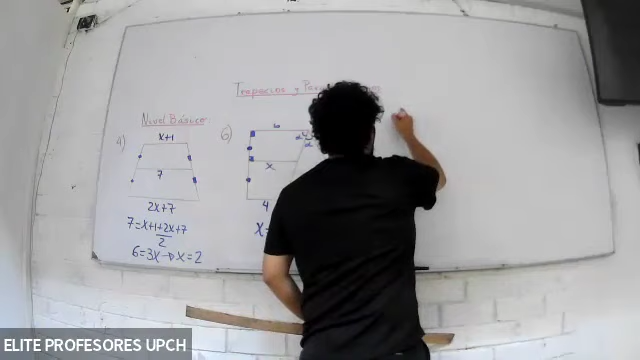 Trapecios y
Nivel Básico
4)
x+1
7
2x+7
7=x+1+2x+7
2
6=3x→x=2
6)
6
x
4
ELITE PROFESORES UPCH